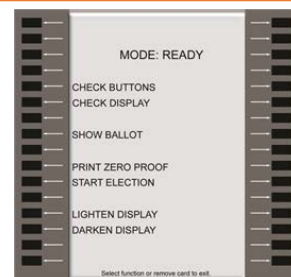 MODE: READY
CHECK BUTTONS
CHECK DISPLAY
SHOW BALLOT
PRINT ZERO PROOF
START ELECTION
LIGHTEN DISPLAY
DARKEN DISPLAY
Select function or remove card to exit.